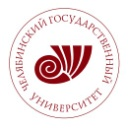 ЧЕЛЯБИНСКИЙ ГОСУДАРСТВЕННЫЙ
УНИВЕРСИТЕТ